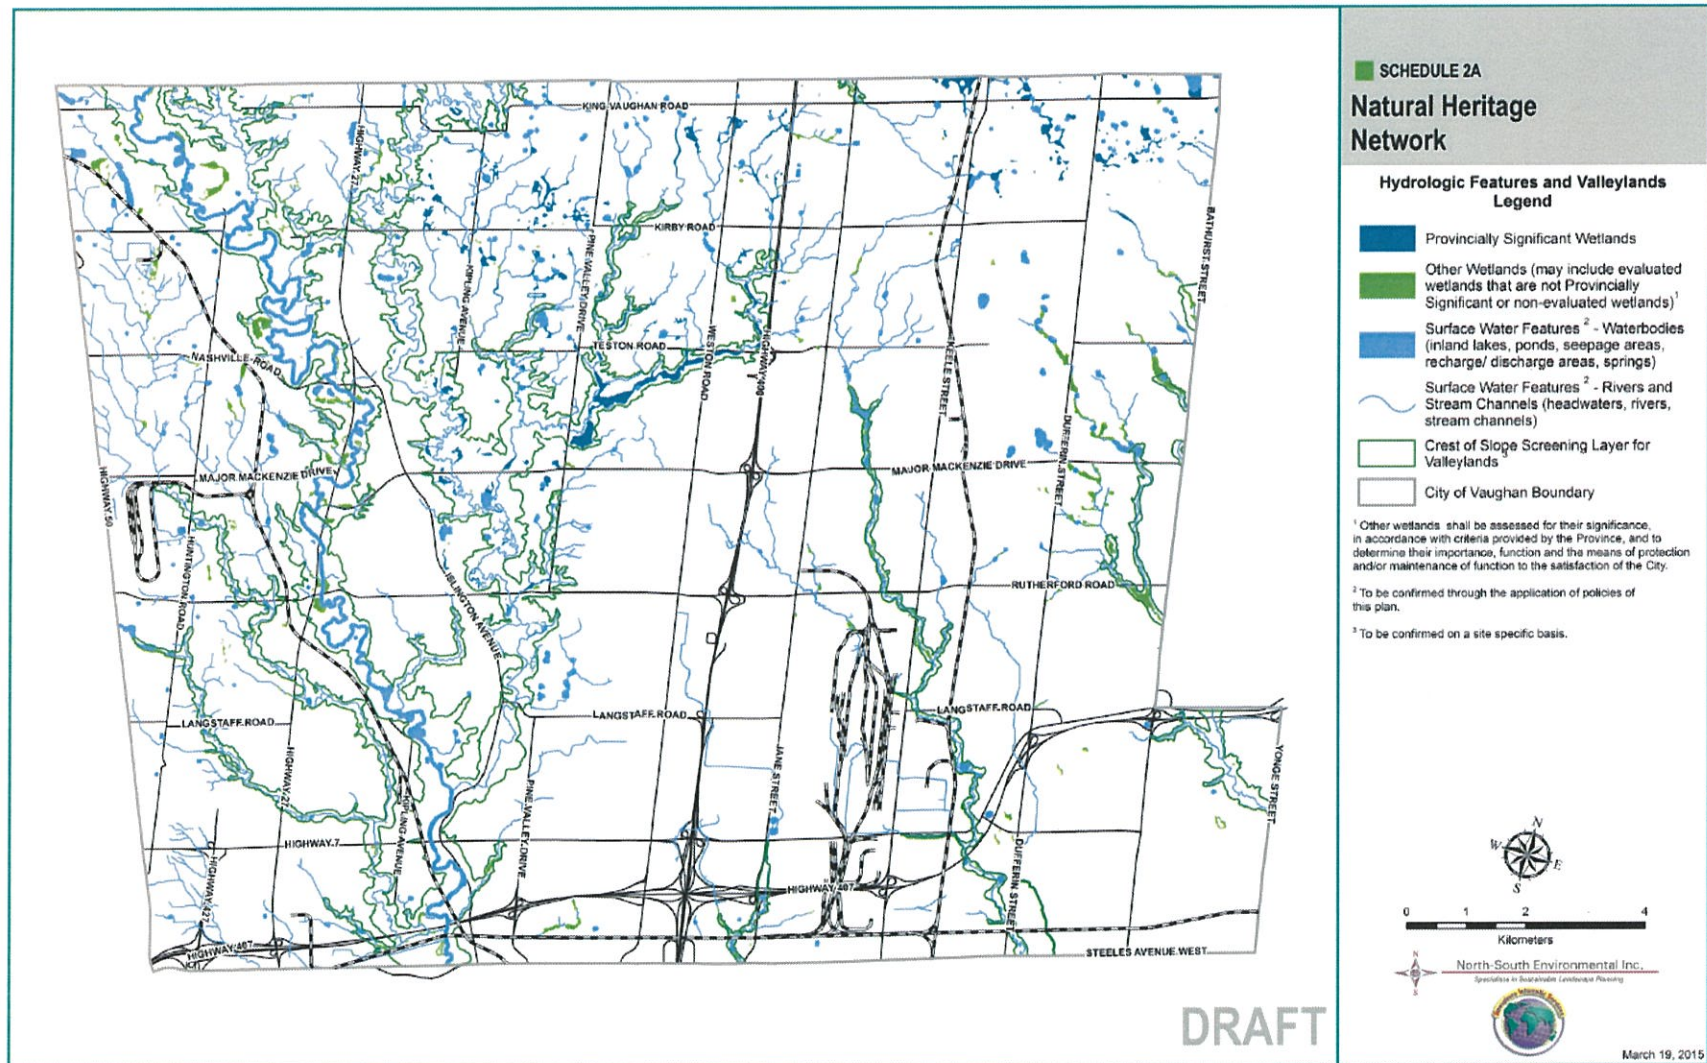 KING VAUGHAN ROAD
HIGHWAY 27
BATHURST STREET
KIRBY ROAD
PINE VALLEY DRIVE
KIPLING AVENUE
WESTON ROAD
HIGHWAY 400
TESTON ROAD
KEELE STREET
NASHVILLE ROAD
DUFFERIN STREET
HIGHWAY 50
MAJOR MACKENZIE DRIVE
MAJOR MACKENZIE DRIVE
HUNTINGTON ROAD
ISLINGTON AVENUE
RUTHERFORD ROAD
LANGSTAFF ROAD
LANGSTAFF ROAD
LANGSTAFF ROAD
HIGHWAY 27
JANE STREET
YONGE STREET
PINE VALLEY DRIVE
KIPLING AVENUE
HIGHWAY 7
HIGHWAY 427
DUFFERIN STREET
HIGHWAY 407
HIGHWAY 407
STEELES AVENUE WEST
DRAFT
SCHEDULE 2A
Natural Heritage
Network
Hydrologic Features and Valleylands
Legend
Provincially Significant Wetlands
Other Wetlands (may include evaluated
wetlands that are not Provincially
Significant or non-evaluated wetlands)¹
Surface Water Features ² - Waterbodies
(inland lakes, ponds, seepage areas,
recharge/ discharge areas, springs)
Surface Water Features ² - Rivers and
Stream Channels (headwaters, rivers,
stream channels)
Crest of Slope Screening Layer for
Valleylands³
City of Vaughan Boundary
¹ Other wetlands shall be assessed for their significance,
in accordance with criteria provided by the Province, and to
determine their importance, function and the means of protection
and/or maintenance of function to the satisfaction of the City.
² To be confirmed through the application of policies of
this plan.
³ To be confirmed on a site specific basis.
N
W
E
S
0 1 2 4
Kilometers
N
S
North-South Environmental Inc.
Specialists in Sustainable Landscape Planning
March 19, 2015